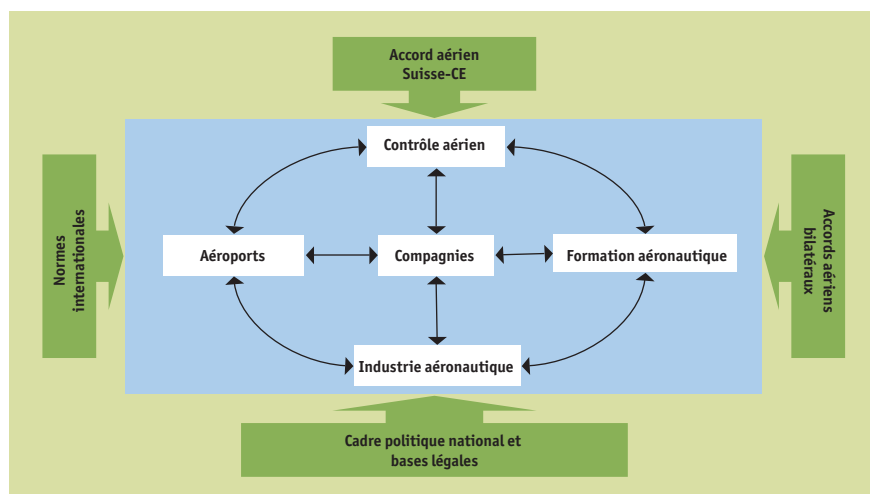 Accord aérien
Suisse-CE
Contrôle aérien
Normes
internationales
Aéroports
Compagnies
Formation aéronautique
Accords aériens
bilatéraux
Industrie aéronautique
Cadre politique national et
bases légales